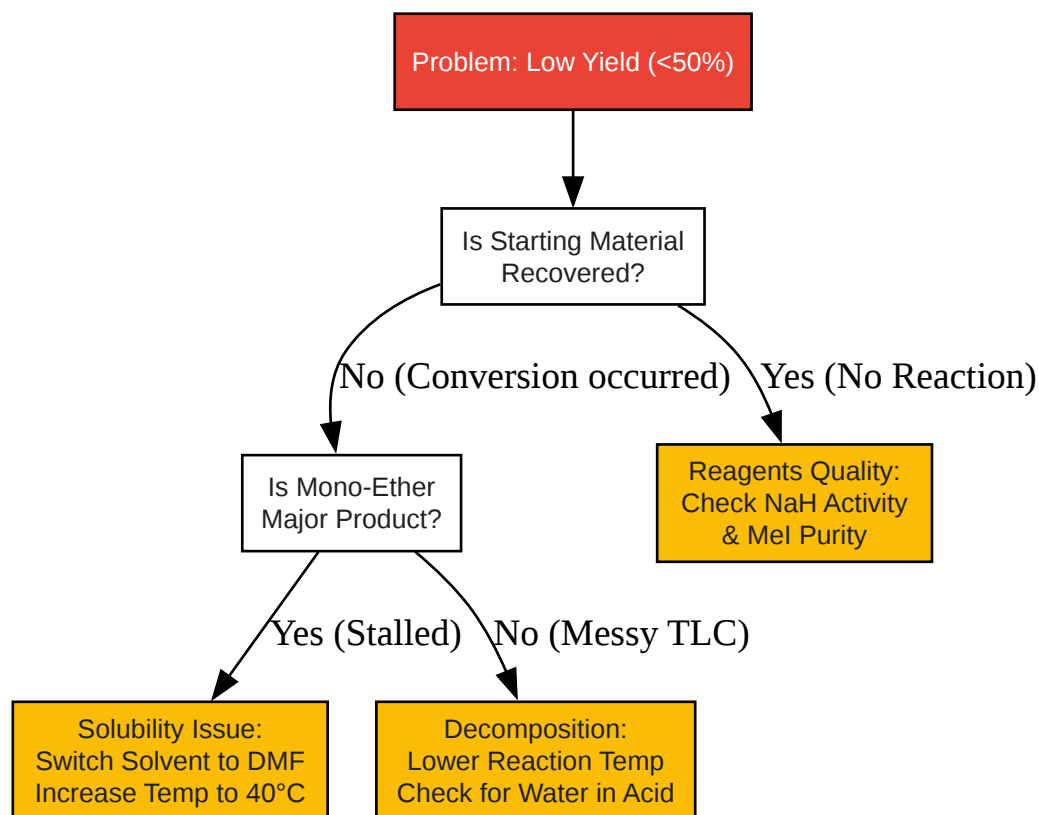 Problem: Low Yield (<50%)
Is Starting Material
Recovered?
No (Conversion occurred)
Yes (No Reaction)
Is Mono-Ether
Major Product?
Reagents Quality:
Check NaH Activity
& MeI Purity
Yes (Stalled)
No (Messy TLC)
Solubility Issue:
Switch Solvent to DMF
Increase Temp to 40°C
Decomposition:
Lower Reaction Temp
Check for Water in Acid